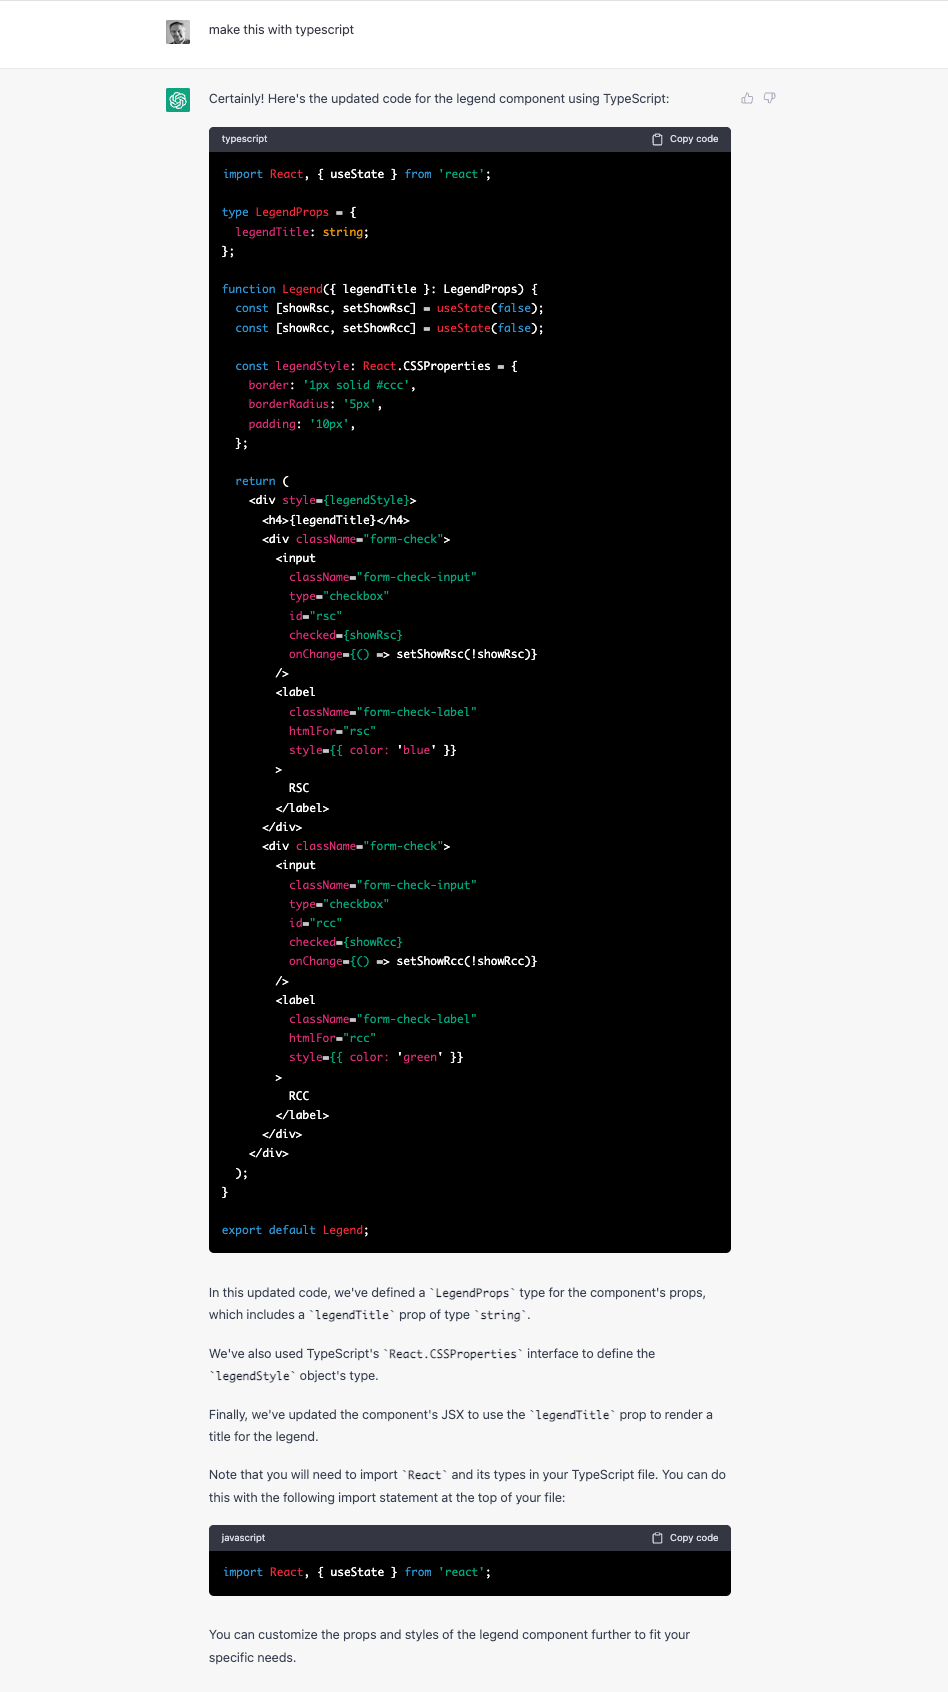 make this with typescript
Certainly! Here's the updated code for the legend component using TypeScript:
typescript
Copy code
import React, { useState } from 'react';
type LegendProps = {
  legendTitle: string;
};
function Legend({ legendTitle }: LegendProps) {
  const [showRsc, setShowRsc] = useState(false);
  const [showRcc, setShowRcc] = useState(false);
  const legendStyle: React.CSSProperties = {
    border: '1px solid #ccc',
    borderRadius: '5px',
    padding: '10px',
  };
  return (
    <div style={legendStyle}>
      <h4>{legendTitle}</h4>
      <div className="form-check">
        <input
          className="form-check-input"
          type="checkbox"
          id="rsc"
          checked={showRsc}
          onChange={() => setShowRsc(!showRsc)}
        />
        <label
          className="form-check-label"
          htmlFor="rsc"
          style={{ color: 'blue' }}
        >
          RSC
        </label>
      </div>
      <div className="form-check">
        <input
          className="form-check-input"
          type="checkbox"
          id="rcc"
          checked={showRcc}
          onChange={() => setShowRcc(!showRcc)}
        />
        <label
          className="form-check-label"
          htmlFor="rcc"
          style={{ color: 'green' }}
        >
          RCC
        </label>
      </div>
    </div>
  );
}
export default Legend;
In this updated code, we've defined a `LegendProps` type for the component's props,
which includes a `legendTitle` prop of type `string`.
We've also used TypeScript's `React.CSSProperties` interface to define the
`legendStyle` object's type.
Finally, we've updated the component's JSX to use the `legendTitle` prop to render a
title for the legend.
Note that you will need to import `React` and its types in your TypeScript file. You can do
this with the following import statement at the top of your file:
javascript
Copy code
import React, { useState } from 'react';
You can customize the props and styles of the legend component further to fit your
specific needs.